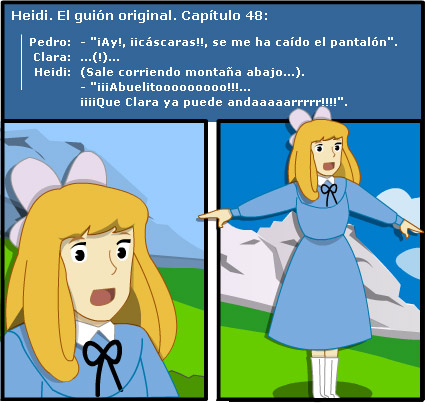 Heidi. El guión original. Capítulo 48:
Pedro: - "¡Ay!, ¡¡cáscaras!!, se me ha caído el pantalón".
Clara: ...(!)...
Heidi: (Sale corriendo montaña abajo...).
- "¡¡¡Abuelitooooooooo!!!...
¡¡¡¡Que Clara ya puede andaaaaarrrrr!!!!".